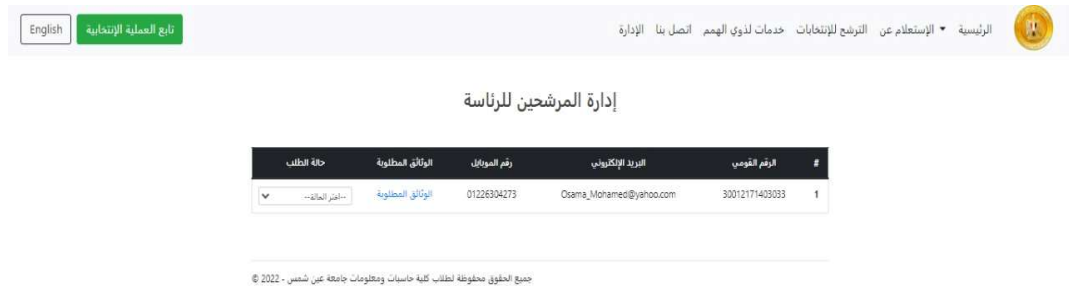 الرئيسية الإستعلام عن الترشح للإنتخابات خدمات لذوي الهمم اتصل بنا الإدارة تابع العملية الإنتخابية English
إدارة المرشحين للرئاسة
# الرقم القومي البريد الإلكتروني رقم الموبايل الوثائق المطلوبة حالة الطلب
1 30012171403033 Osama_Mohamed@yahoo.com 01226304273 الوثائق المطلوبة --اختر الحالة--
جميع الحقوق محفوظة لطلاب كلية حاسبات ومعلومات جامعة عين شمس - 2022 ©